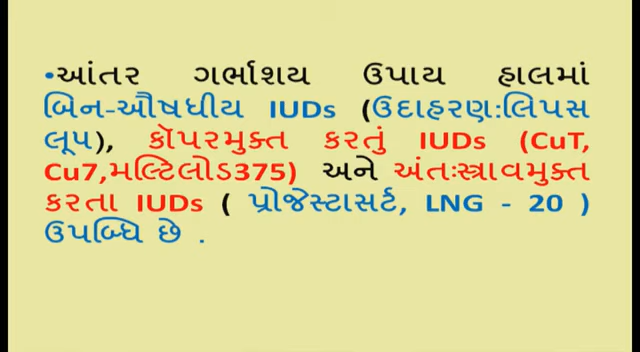 •આંતર ગર્ભાશય ઉપાય હાલમાં
બિન-ઔષધીય IUDs (ઉદાહરણ:લિપસ
લૂપ), કૉપરમુક્ત કરતું IUDs (CuT,
Cu7,મલ્ટિલોડ375) અને અંતઃસ્ત્રાવમુક્ત
કરતા IUDs ( પ્રોજેસ્ટાસર્ટ, LNG - 20 )
ઉપબ્ધિ છે .